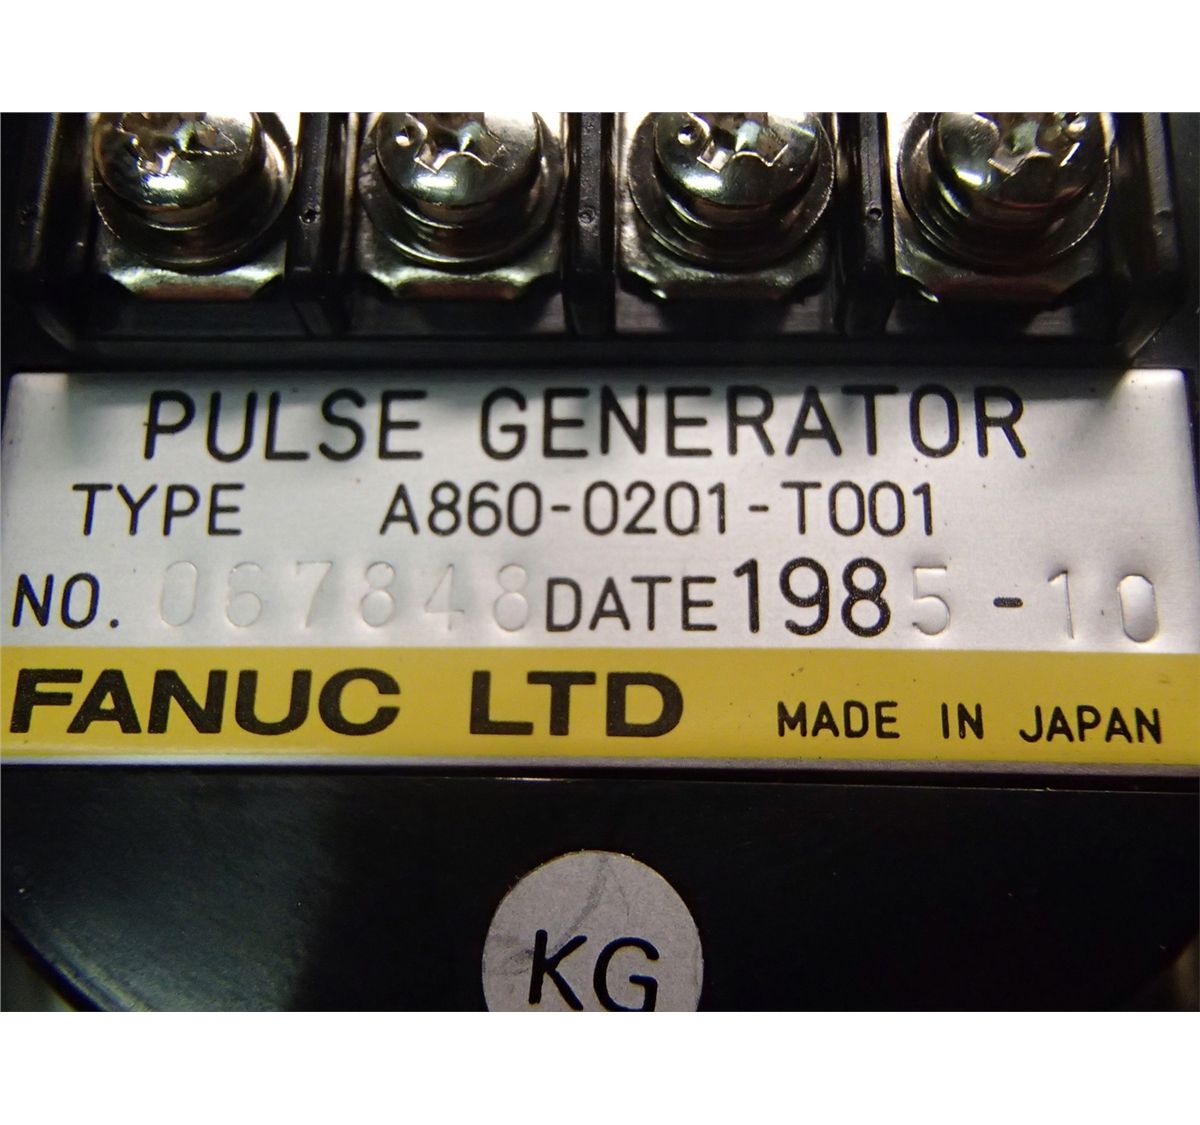 PULSE GENERATOR
TYPE A860-0201-T001
NO. 067848 DATE 1985-10
FANUC LTD MADE IN JAPAN
KG